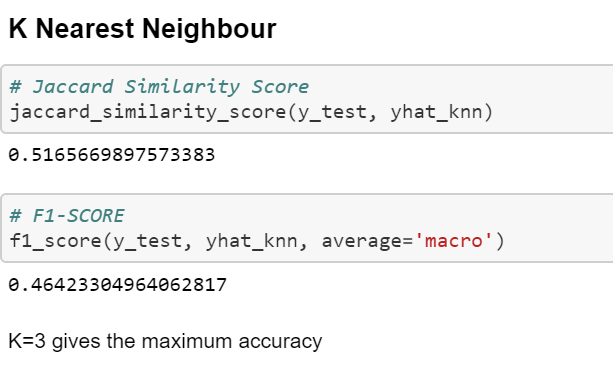 K Nearest Neighbour
# Jaccard Similarity Score
jaccard_similarity_score(y_test, yhat_knn)
0.5165669897573383
# F1-SCORE
f1_score(y_test, yhat_knn, average='macro')
0.46423304964062817
K=3 gives the maximum accuracy